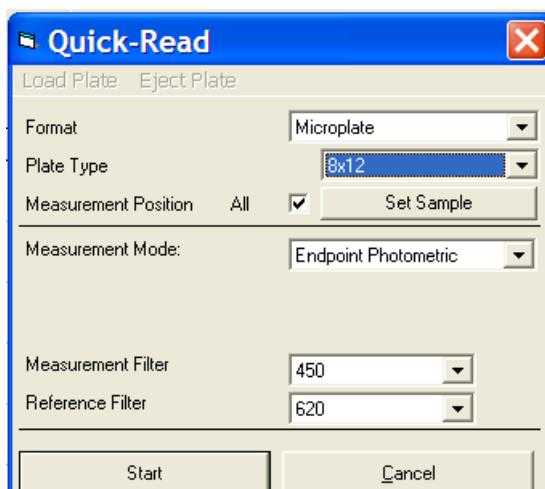 Quick-Read
Load Plate Eject Plate
Format Microplate
Plate Type 8x12
Measurement Position All Set Sample
Measurement Mode: Endpoint Photometric
Measurement Filter 450
Reference Filter 620
Start Cancel